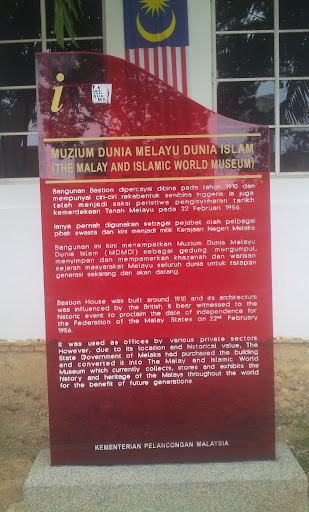 i
MUZIUM DUNIA MELAYU DUNIA ISLAM
(THE MALAY AND ISLAMIC WORLD MUSEUM)
Bangunan Bastion dipercayai dibina pada tahun 1910 dan
mempunyai ciri-ciri rekabentuk senibina Inggeris. Ia juga
telah menjadi saksi peristiwa pengisytiharan tarikh
kemerdekaan Tanah Melayu pada 22 Februari 1956.
Ianya pernah digunakan sebagai pejabat oleh pelbagai
pihak swasta dan kini menjadi milik Kerajaan Negeri Melaka
Bangunan ini kini menempatkan Muzium Dunia Melayu
Dunia Islam (MDMDI) sebagai gedung mengumpul,
menyimpan dan mempamerkan khazanah dan warisan
sejarah masyarakat Melayu seluruh dunia untuk tatapan
generasi sekarang dan akan datang.
Bastion House was built around 1910 and its architecture
was influenced by the British. It bear witnessed to the
historic event to proclaim the date of independence for
the Federation of the Malay States on 22nd February
1956.
It was used as offices by various private sectors
However, due to its location and historical value, The
State Government of Melaka had purchased the building
and converted it into The Malay and Islamic World
Museum which currently collects, stores and exhibits the
history and heritage of the Malays throughout the world
for the benefit of future generations.
KEMENTERIAN PELANCONGAN MALAYSIA